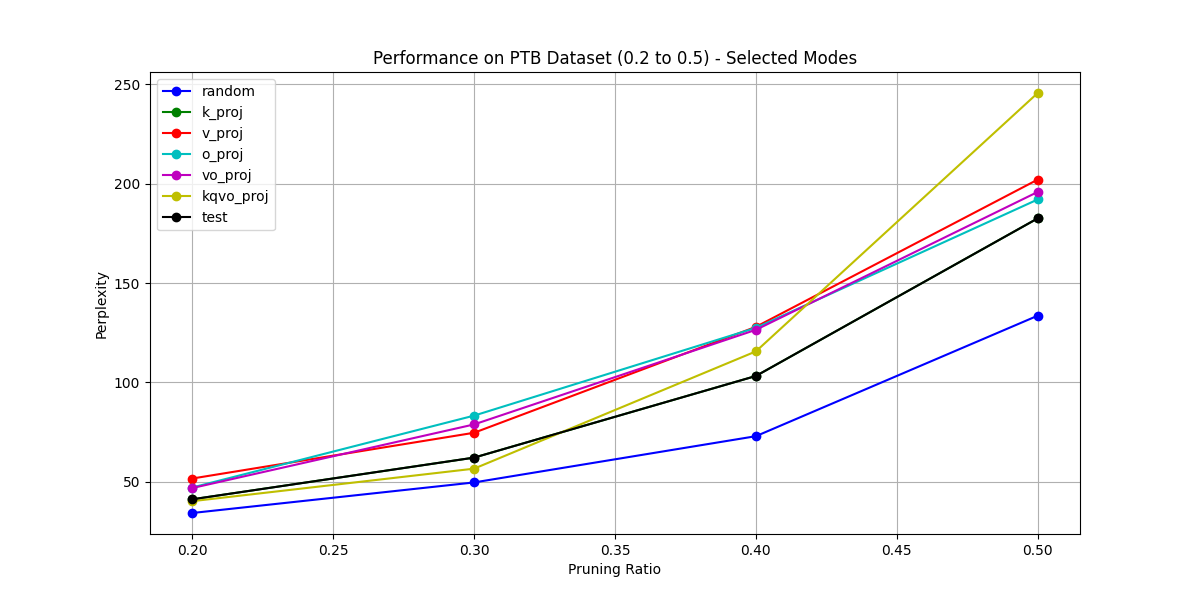 Performance on PTB Dataset (0.2 to 0.5) - Selected Modes
250
200
150
100
50
Perplexity
random
k_proj
v_proj
o_proj
vo_proj
kqvo_proj
test
0.20 0.25 0.30 0.35 0.40 0.45 0.50
Pruning Ratio